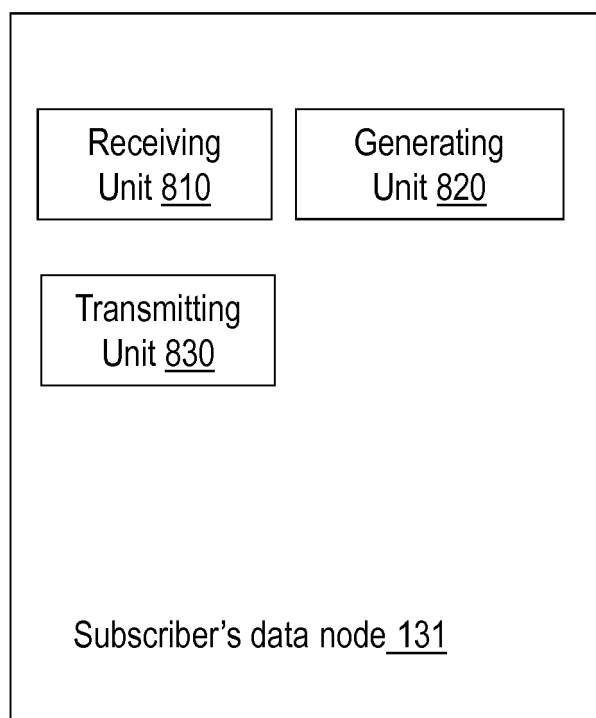 Receiving
Unit 810
Generating
Unit 820
Transmitting
Unit 830
Subscriber's data node 131